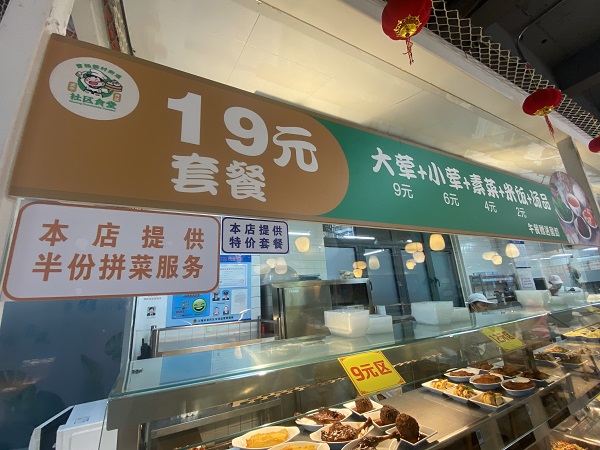 社区食堂
19元
套餐
大荤+小荤+素菜+米饭+汤品
9元 6元 4元 2元
本店提供
半份拼菜服务
本店提供
特价套餐
9元区